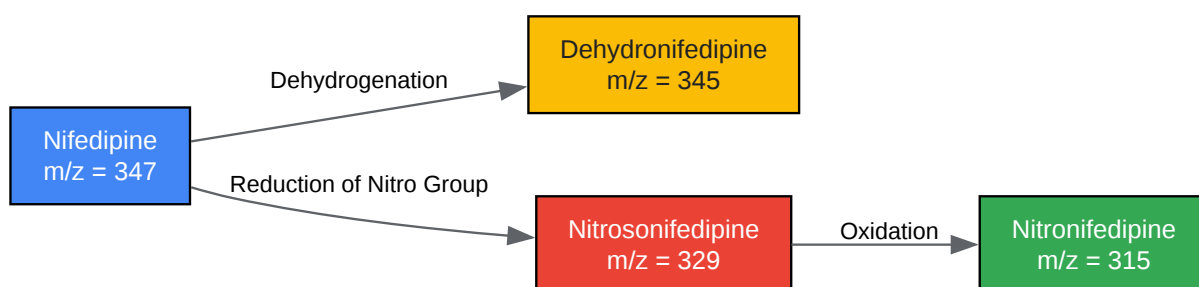 Dehydronifedipine
m/z = 345
Dehydrogenation
Nifedipine
m/z = 347
Reduction of Nitro Group
Nitrosonifedipine
m/z = 329
Oxidation
Nitronifedipine
m/z = 315